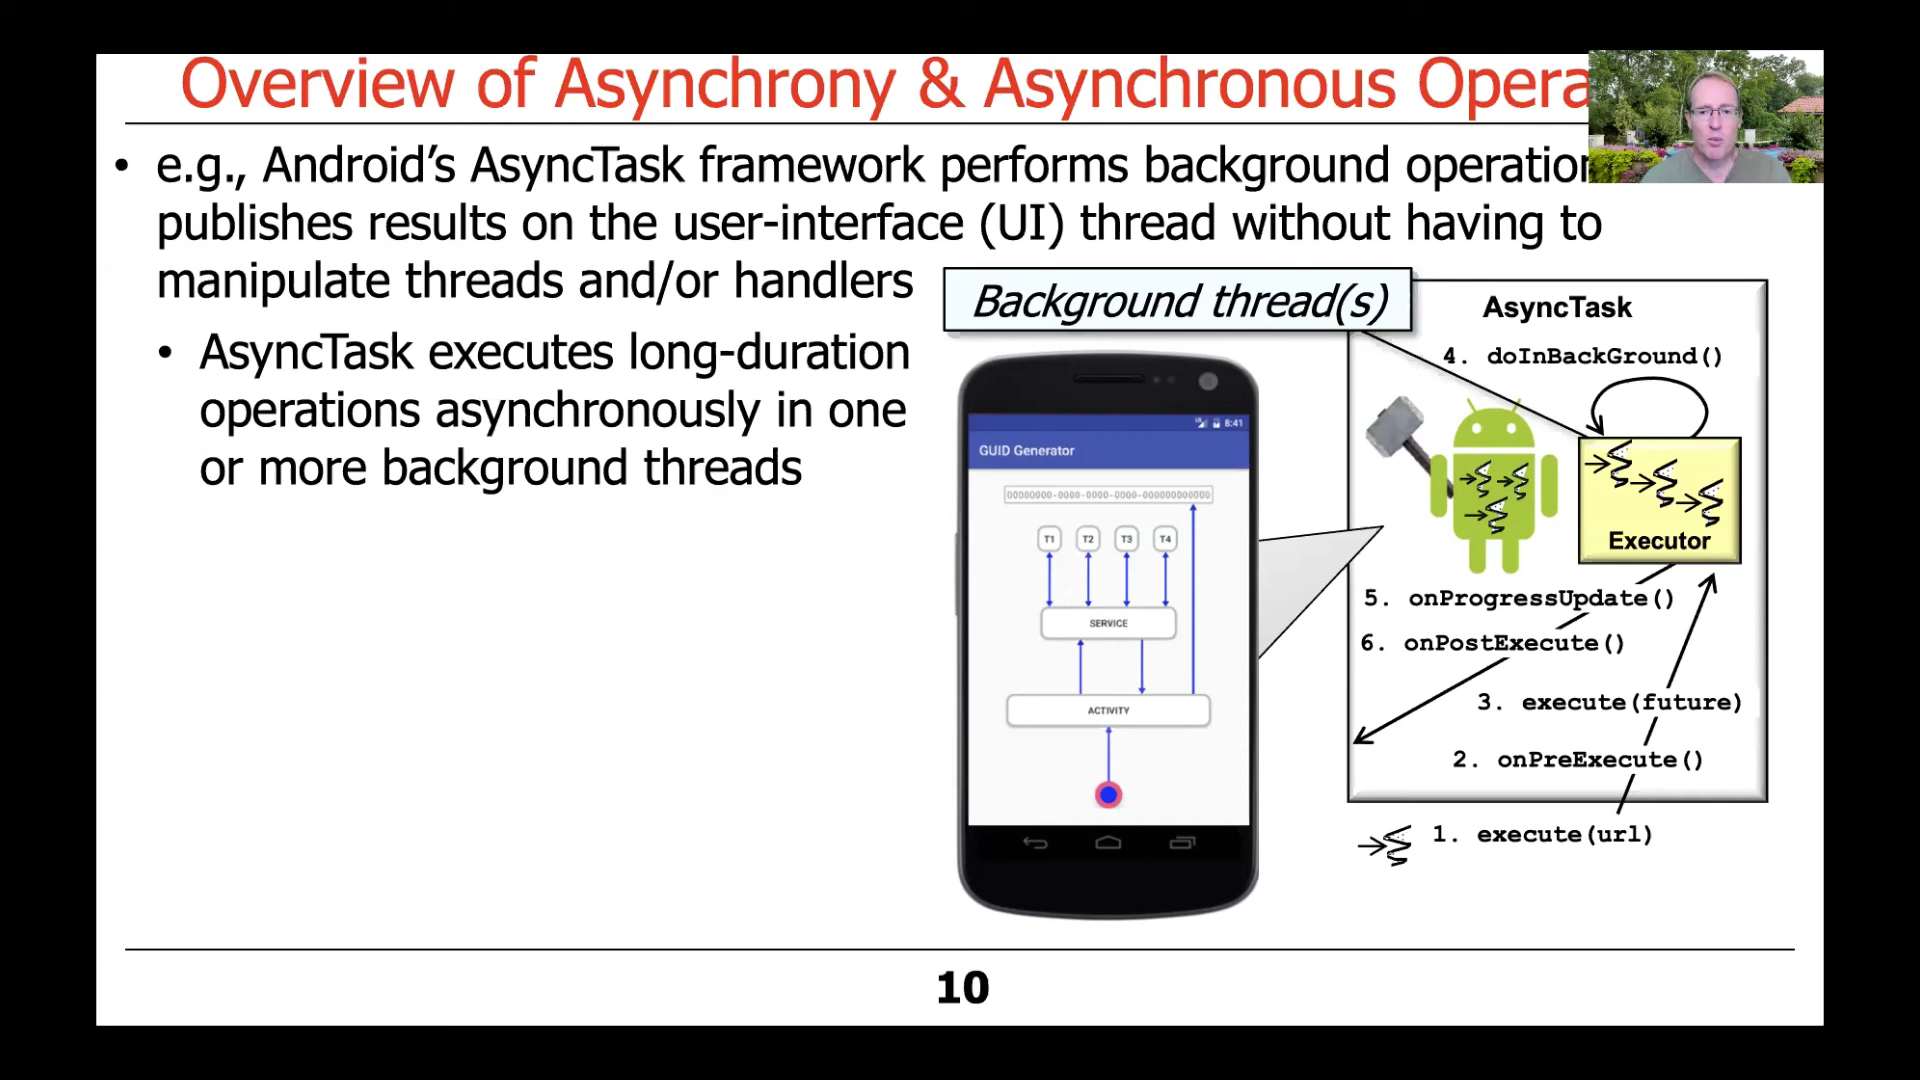 Overview of Asynchrony & Asynchronous Opera
• e.g., Android’s AsyncTask framework performs background operation
publishes results on the user-interface (UI) thread without having to
manipulate threads and/or handlers
• AsyncTask executes long-duration
operations asynchronously in one
or more background threads
Background thread(s)
8:41
GUID Generator
00000000-0000-0000-0000-000000000000
T1 T2 T3 T4
SERVICE
ACTIVITY
AsyncTask
4. doInBackGround()
Executor
5. onProgressUpdate()
6. onPostExecute()
3. execute(future)
2. onPreExecute()
1. execute(url)
10